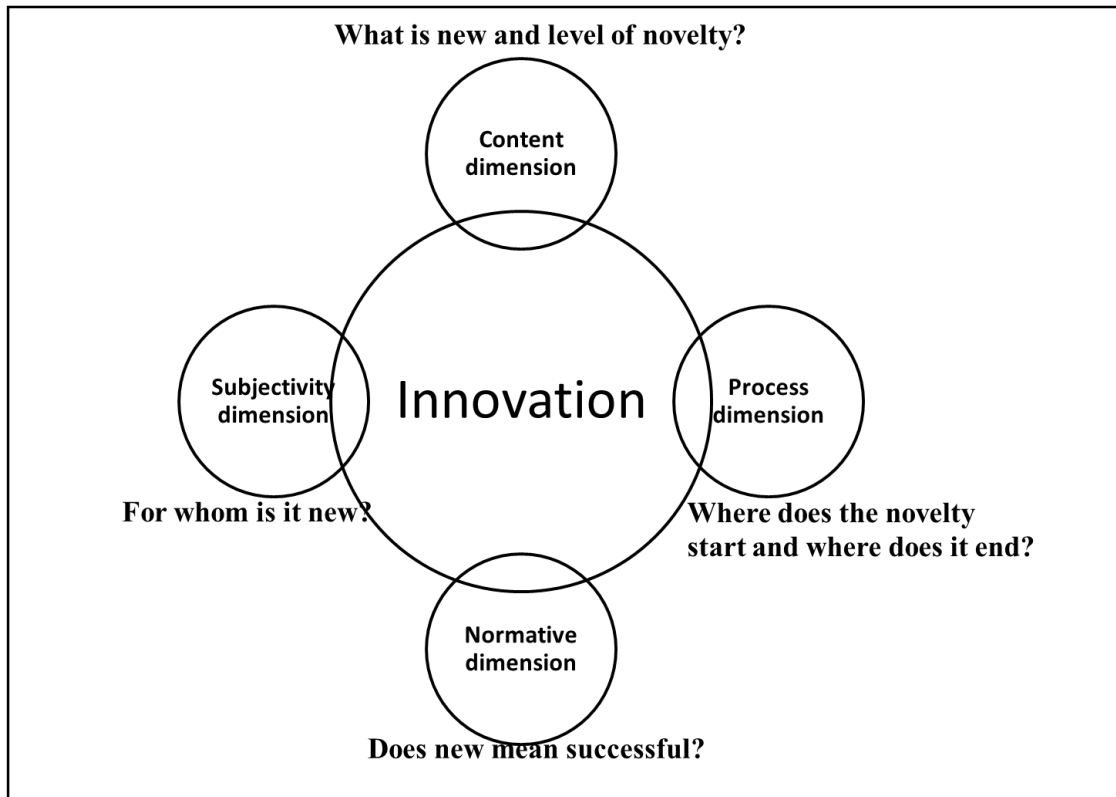 What is new and level of novelty?
Content
dimension
Subjectivity
dimension
Innovation
Process
dimension
For whom is it new?
Where does the novelty
start and where does it end?
Normative
dimension
Does new mean successful?